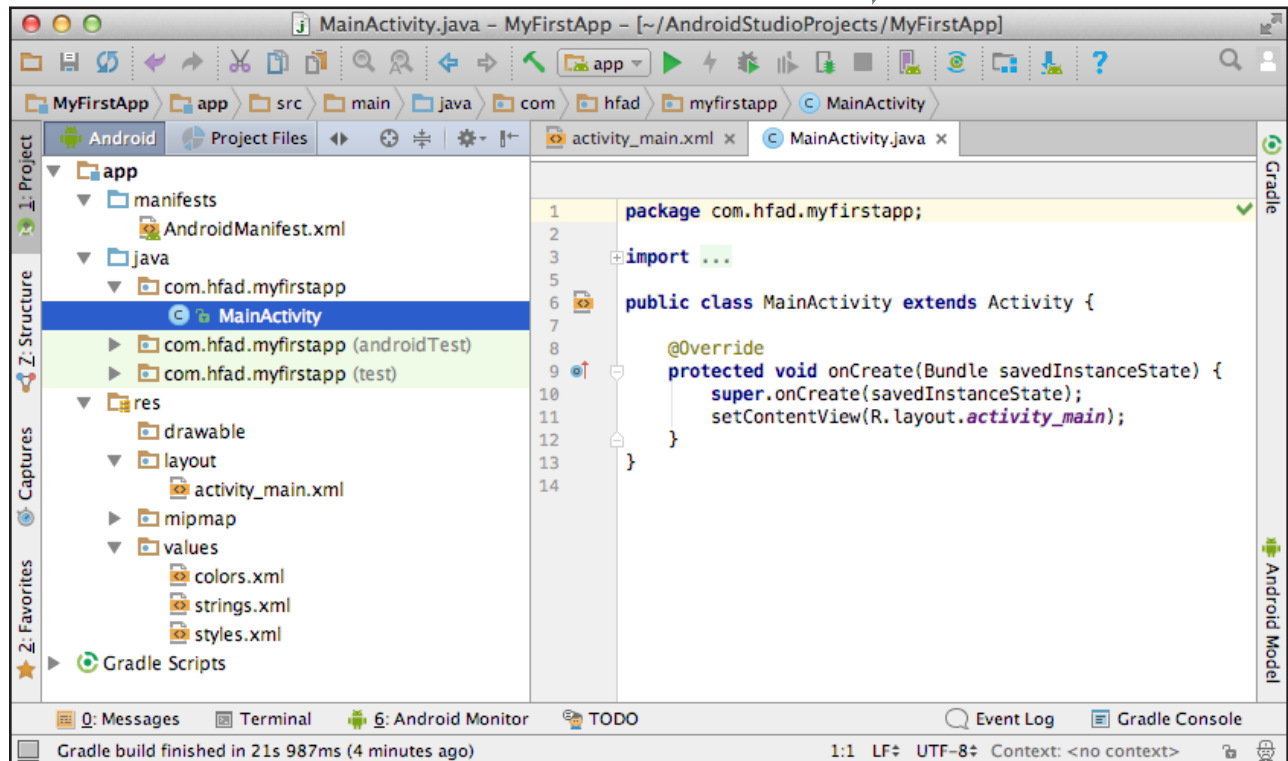 MainActivity.java – MyFirstApp – [~/AndroidStudioProjects/MyFirstApp]
app
?
MyFirstApp app src main java com hfad myfirstapp C MainActivity
1: Project
Z: Structure
Captures
2: Favorites
Android Project Files
app
manifests
AndroidManifest.xml
java
com.hfad.myfirstapp
C MainActivity
com.hfad.myfirstapp (androidTest)
com.hfad.myfirstapp (test)
res
drawable
layout
activity_main.xml
mipmap
values
colors.xml
strings.xml
styles.xml
Gradle Scripts
activity_main.xml × C MainActivity.java ×
1 package com.hfad.myfirstapp;
2
3 import ...
5
6 public class MainActivity extends Activity {
7
8 @Override
9 protected void onCreate(Bundle savedInstanceState) {
10 super.onCreate(savedInstanceState);
11 setContentView(R.layout.activity_main);
12 }
13 }
14
Gradle
Android Model
0: Messages Terminal 6: Android Monitor TODO Event Log Gradle Console
Gradle build finished in 21s 987ms (4 minutes ago) 1:1 LF÷ UTF-8÷ Context: <no context>